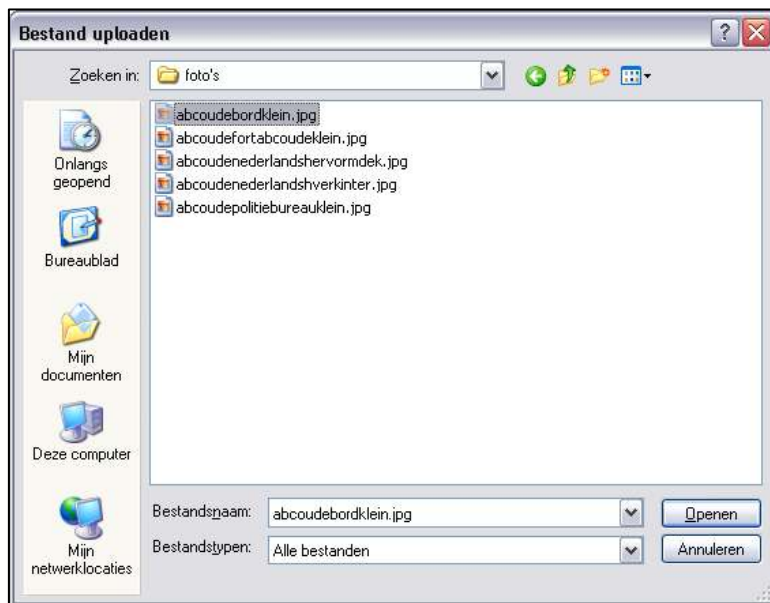 Bestand uploaden
Zoeken in: foto's
Onlangs
geopend
Bureaublad
Mijn
documenten
Deze computer
Mijn
netwerklocaties
abcoudebordklein.jpg
abcoudefortabcoudeklein.jpg
abcoudenederlandshervormdek.jpg
abcoudenederlandshverkinter.jpg
abcoudepolitiebureauklein.jpg
Bestandsnaam: abcoudebordklein.jpg Openen
Bestandstypen: Alle bestanden Annuleren